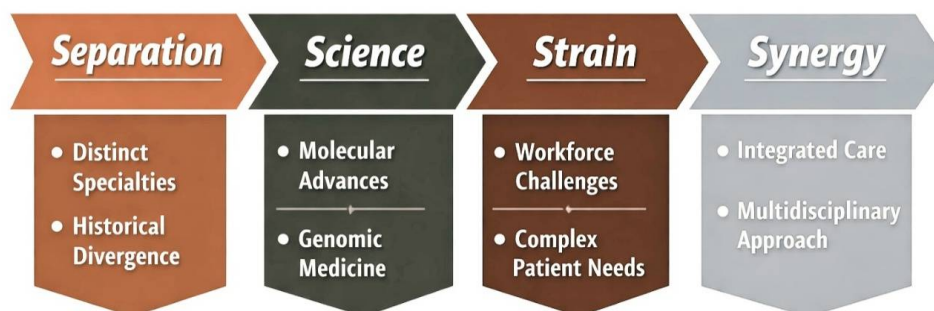 Separation
Science
Strain
Synergy
• Distinct
Specialties
• Historical
Divergence
• Molecular
Advances
• Genomic
Medicine
• Workforce
Challenges
• Complex
Patient Needs
• Integrated Care
• Multidisciplinary
Approach